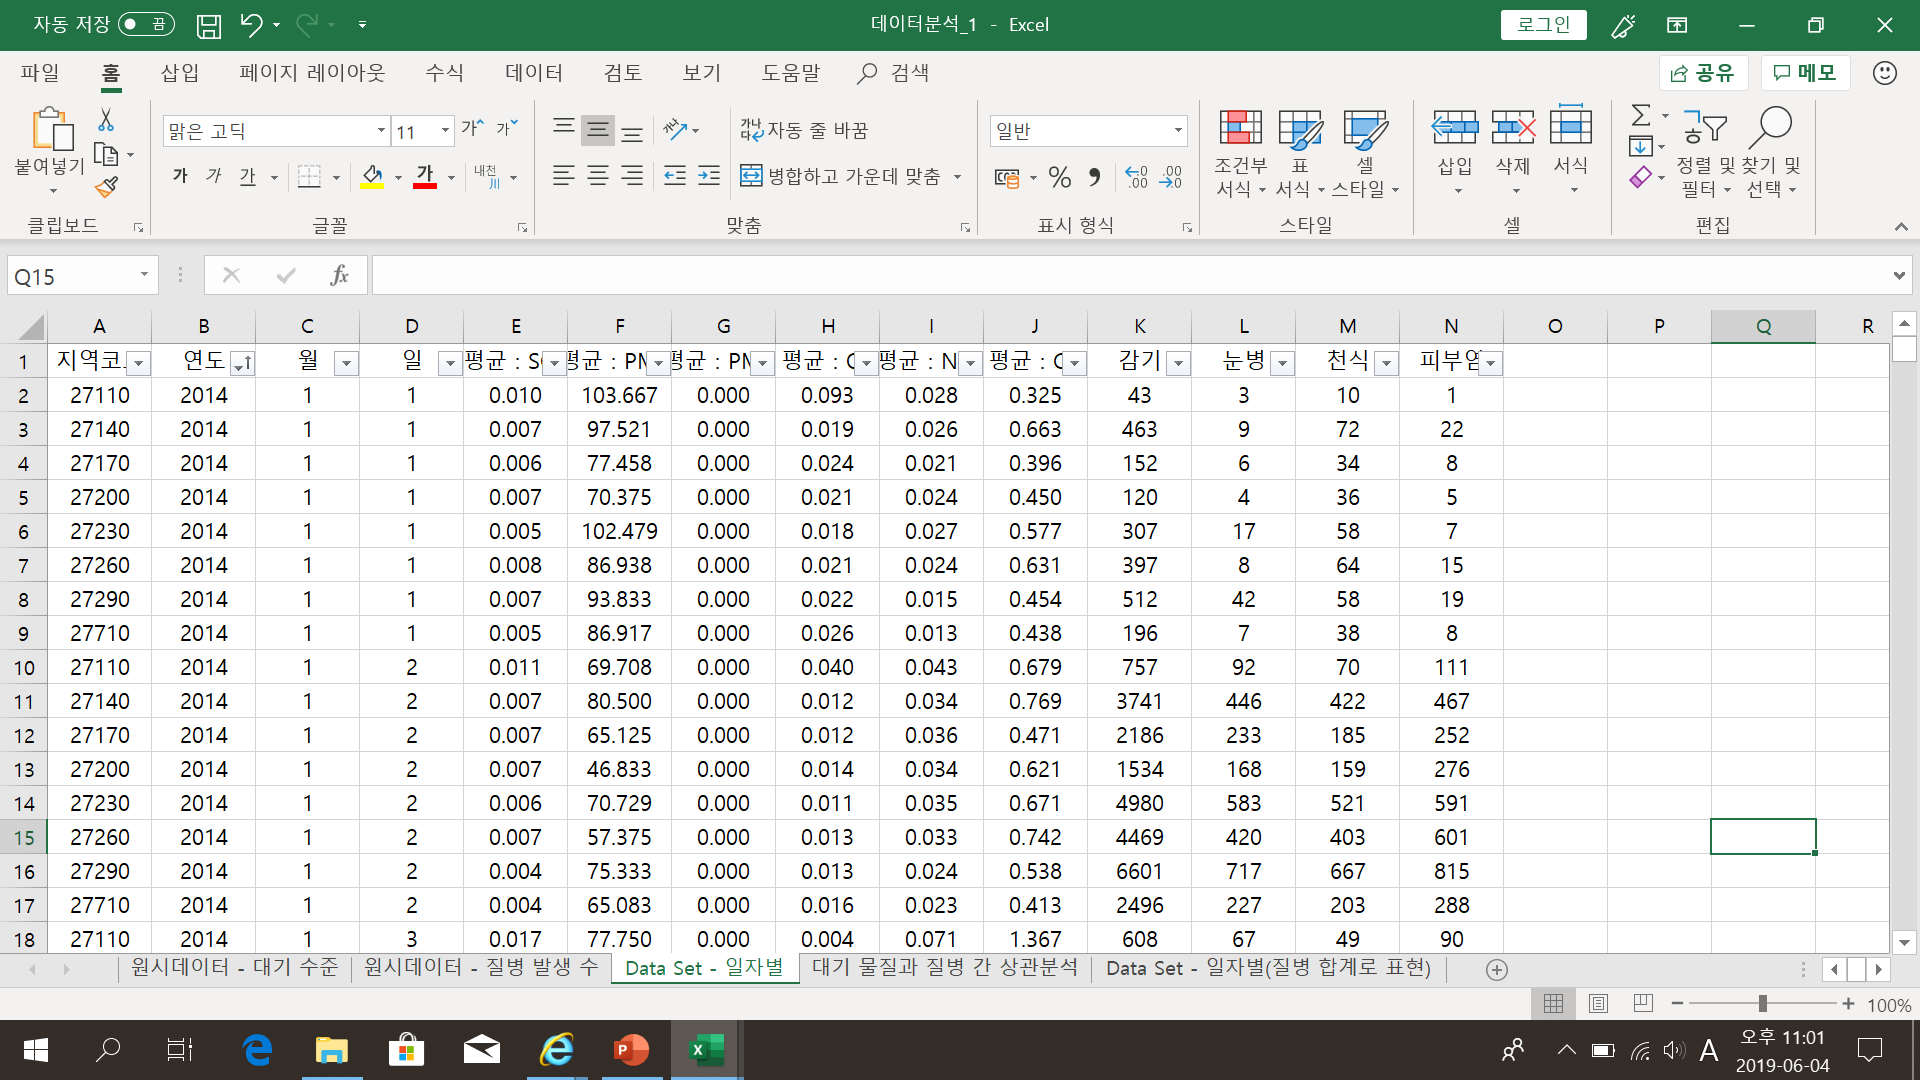 자동 저장 끔 데이터분석_1 - Excel 로그인
파일 홈 삽입 페이지 레이아웃 수식 데이터 검토 보기 도움말 검색 공유 메모
맑은 고딕 11 가 가 자동 줄 바꿈 일반
붙여넣기 가 가 가 가 내천 병합하고 가운데 맞춤 % 조건부 서식 표 서식 셀 스타일 삽입 삭제 서식 정렬 및 필터 찾기 및 선택
클립보드 글꼴 맞춤 표시 형식 스타일 셀 편집
Q15 fx
A B C D E F G H I J K L M N O P Q R
1 지역코 연도 월 일 평균 : S 평균 : PM 평균 : PM 평균 : 평균 : N 평균 : 감기 눈병 천식 피부염
2 27110 2014 1 1 0.010 103.667 0.000 0.093 0.028 0.325 43 3 10 1
3 27140 2014 1 1 0.007 97.521 0.000 0.019 0.026 0.663 463 9 72 22
4 27170 2014 1 1 0.006 77.458 0.000 0.024 0.021 0.396 152 6 34 8
5 27200 2014 1 1 0.007 70.375 0.000 0.021 0.024 0.450 120 4 36 5
6 27230 2014 1 1 0.005 102.479 0.000 0.018 0.027 0.577 307 17 58 7
7 27260 2014 1 1 0.008 86.938 0.000 0.021 0.024 0.631 397 8 64 15
8 27290 2014 1 1 0.007 93.833 0.000 0.022 0.015 0.454 512 42 58 19
9 27710 2014 1 1 0.005 86.917 0.000 0.026 0.013 0.438 196 7 38 8
10 27110 2014 1 2 0.011 69.708 0.000 0.040 0.043 0.679 757 92 70 111
11 27140 2014 1 2 0.007 80.500 0.000 0.012 0.034 0.769 3741 446 422 467
12 27170 2014 1 2 0.007 65.125 0.000 0.012 0.036 0.471 2186 233 185 252
13 27200 2014 1 2 0.007 46.833 0.000 0.014 0.034 0.621 1534 168 159 276
14 27230 2014 1 2 0.006 70.729 0.000 0.011 0.035 0.671 4980 583 521 591
15 27260 2014 1 2 0.007 57.375 0.000 0.013 0.033 0.742 4469 420 403 601
16 27290 2014 1 2 0.004 75.333 0.000 0.013 0.024 0.538 6601 717 667 815
17 27710 2014 1 2 0.004 65.083 0.000 0.016 0.023 0.413 2496 227 203 288
18 27110 2014 1 3 0.017 77.750 0.000 0.004 0.071 1.367 608 67 49 90
원시데이터 - 대기 수준 원시데이터 - 질병 발생 수 Data Set - 일자별 대기 물질과 질병 간 상관분석 Data Set - 일자별(질병 합계로 표현)
100%
A 오후 11:01
2019-06-04